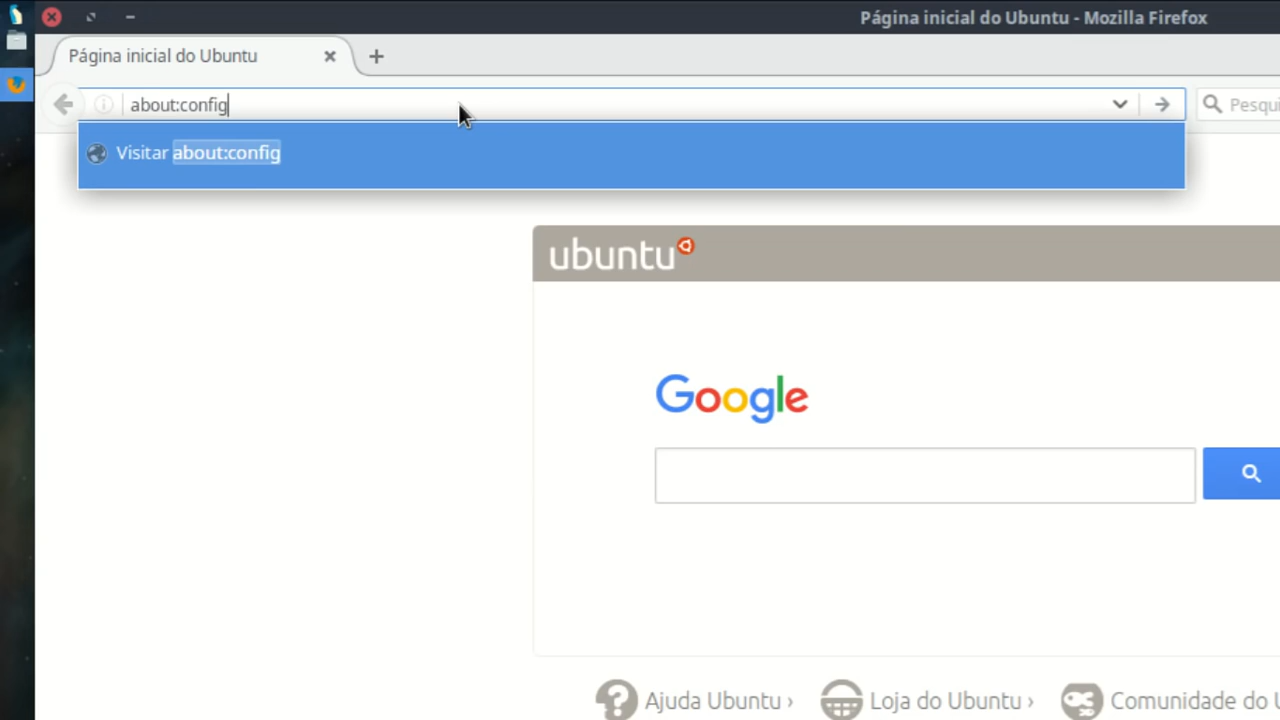 Página inicial do Ubuntu - Mozilla Firefox
Página inicial do Ubuntu
about:config
Pesqui
Visitar about:config
ubuntu
Google
Ajuda Ubuntu ›
Loja do Ubuntu ›
Comunidade do